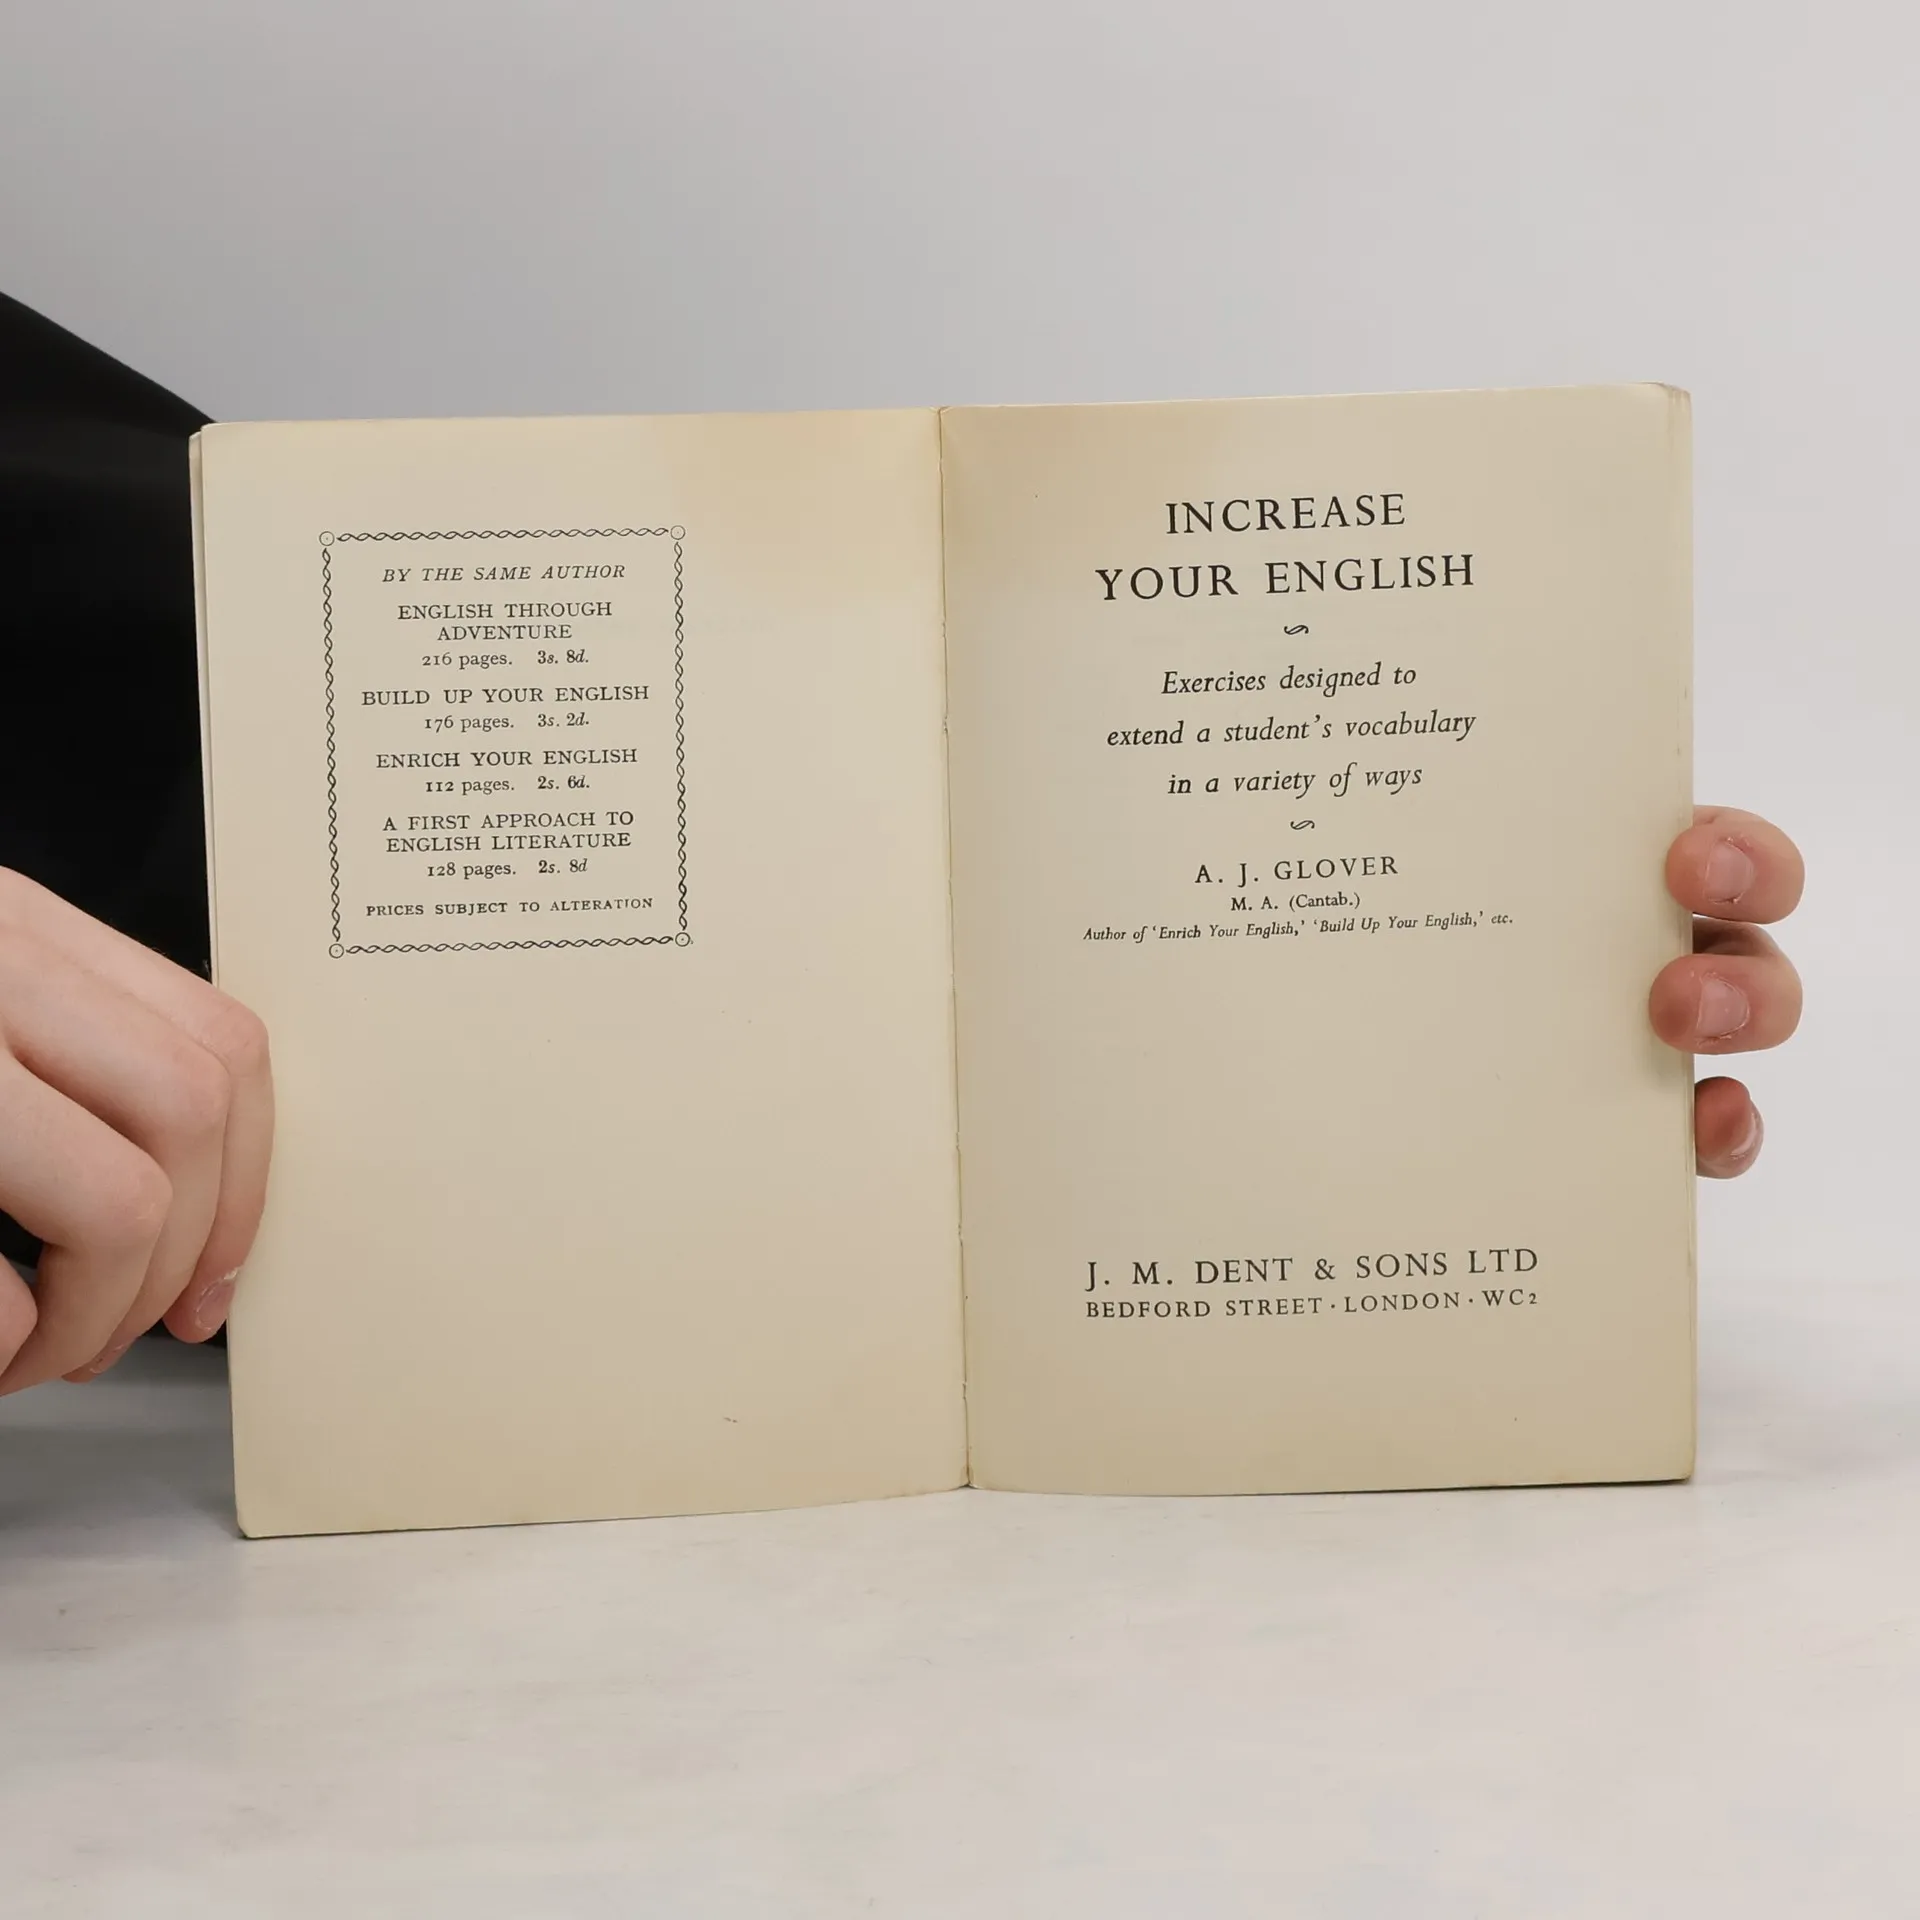 BY THE SAME AUTHOR
ENGLISH THROUGH
ADVENTURE
216 pages. 3s. 8d.
BUILD UP YOUR ENGLISH
176 pages. 3s. 2d.
ENRICH YOUR ENGLISH
112 pages. 2s. 6d.
A FIRST APPROACH TO
ENGLISH LITERATURE
128 pages. 2s. 8d
PRICES SUBJECT TO ALTERATION
INCREASE
YOUR ENGLISH
Exercises designed to
extend a student's vocabulary
in a variety of ways
A. J. GLOVER
M. A. (Cantab.)
Author of 'Enrich Your English,' 'Build Up Your English,' etc.
J. M. DENT & SONS LTD
BEDFORD STREET · LONDON · WC2